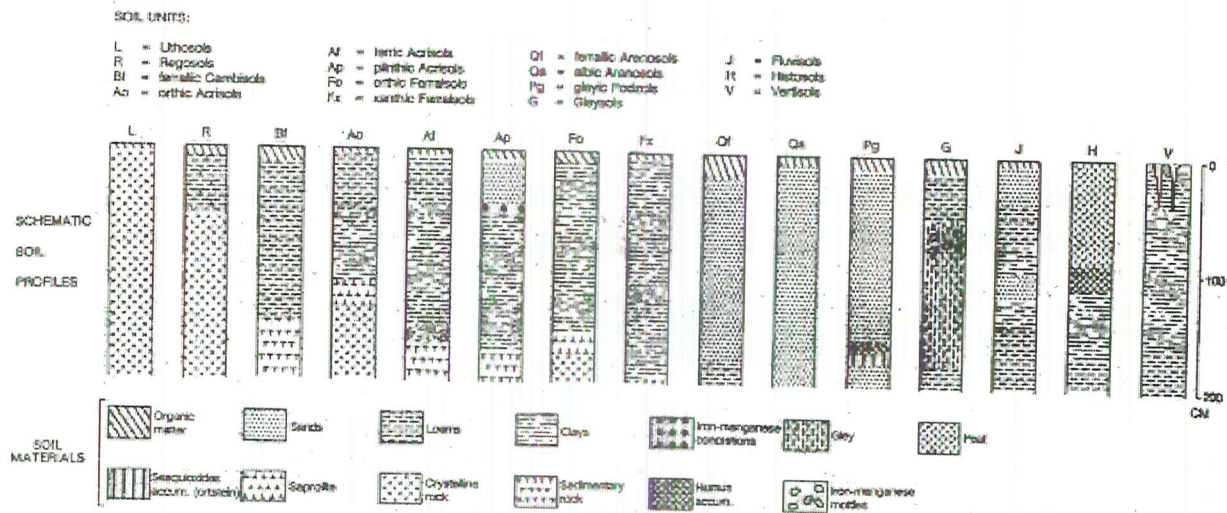 SOIL UNITS:
L = Lithosols
R = Regosols
Bf = ferrallic Cambisols
Ao = orthic Acrisols
Af = ferric Acrisols
Ap = plinthic Acrisols
Fo = orthic Ferralsols
Fx = xanthic Ferralsols
Qf = ferrallic Arenosols
Qa = albic Arenosols
Pg = gleyic Podzols
G = Gleysols
J = Fluvisols
H = Histosols
V = Vertisols
L R Bf Ao Af Ap Fo Fx Qf Qa Pg G J H V
0
SCHEMATIC
SOIL
PROFILES
100
200
CM
SOIL
MATERIALS
Organic
matter
Sands
Loams
Clays
Iron-manganese
concretions
Gley
Peat
Sesquioxides
accum. (ortstein)
Saprolite
Crystalline
rock
Sedimentary
rock
Humus
accum.
Iron-manganese
mottles